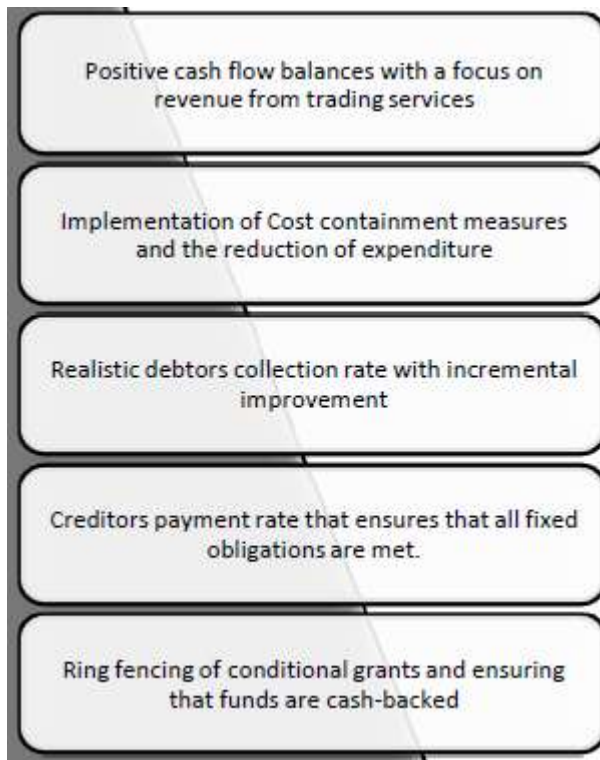 Positive cash flow balances with a focus on
revenue from trading services
Implementation of Cost containment measures
and the reduction of expenditure
Realistic debtors collection rate with incremental
improvement
Creditors payment rate that ensures that all fixed
obligations are met.
Ring fencing of conditional grants and ensuring
that funds are cash-backed